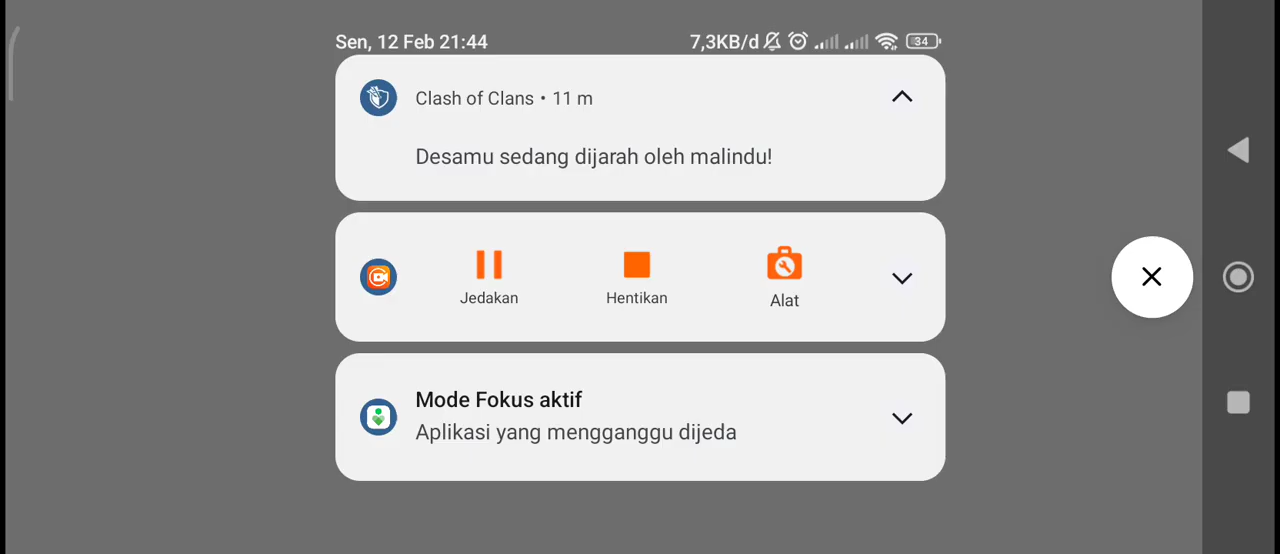 Sen, 12 Feb 21:44
7,3KB/d
34
Clash of Clans • 11 m
Desamu sedang dijarah oleh malindu!
Jedakan
Hentikan
Alat
Mode Fokus aktif
Aplikasi yang mengganggu dijeda